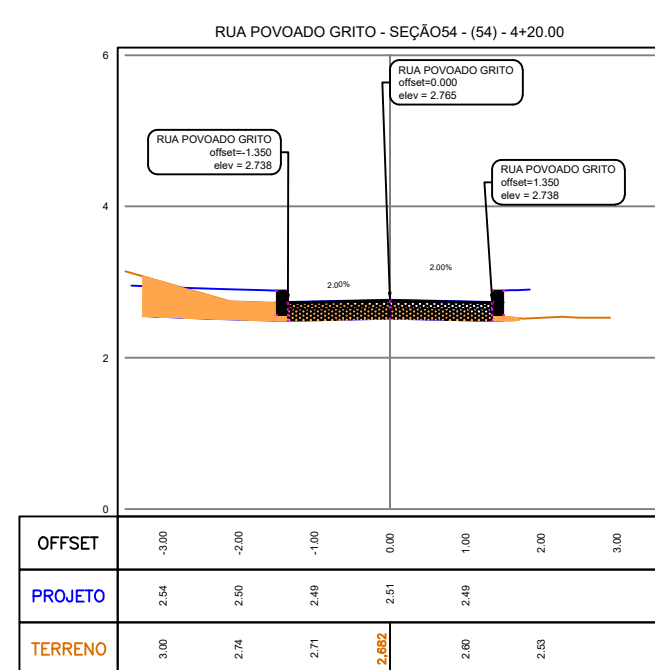 RUA POVOADO GRITO - SEÇÃO54 - (54) - 4+20.00
6
RUA POVOADO GRITO
offset=0.000
elev = 2.765
RUA POVOADO GRITO
offset=-1.350
elev = 2.738
RUA POVOADO GRITO
offset=1.350
elev = 2.738
4
2.00%
2.00%
2
0
OFFSET -3.00 -2.00 -1.00 0.00 1.00 2.00 3.00
PROJETO 2.54 2.50 2.49 2.51 2.49
TERRENO 3.00 2.74 2.71 2,682 2.60 2.53